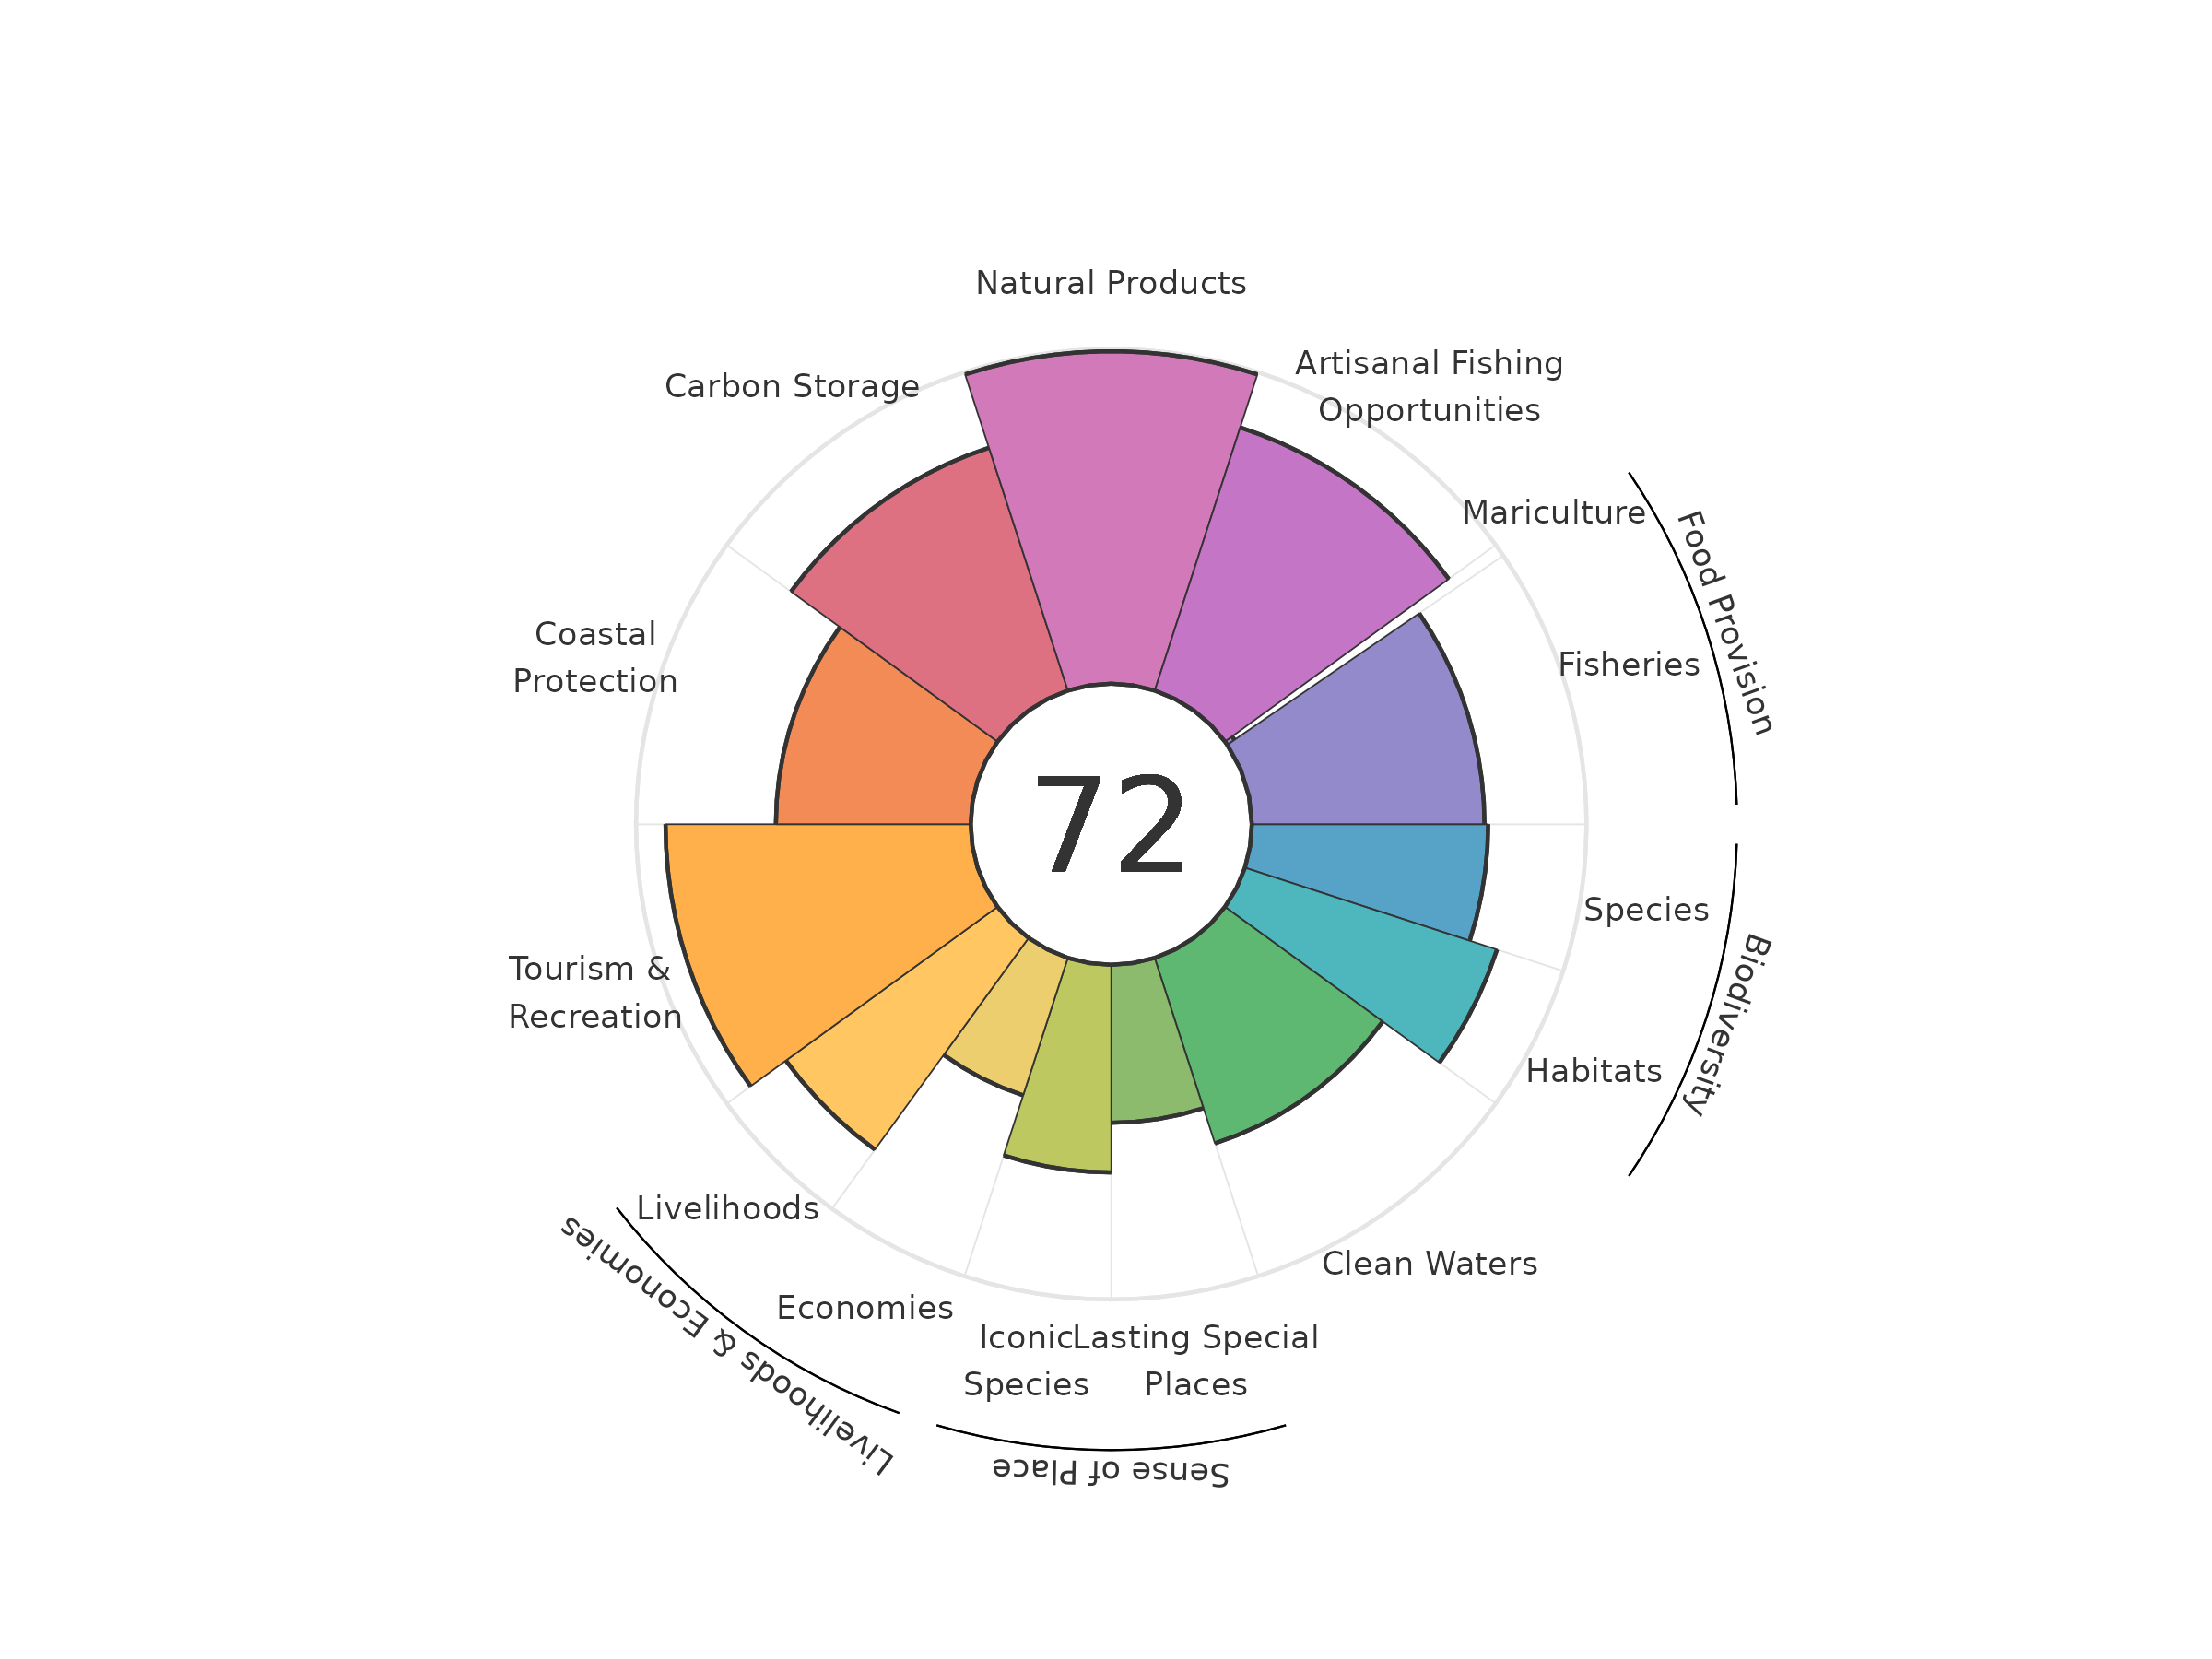 Natural Products
Artisanal Fishing
Opportunities
Carbon Storage
Mariculture
Food Provision
Fisheries
Coastal
Protection
72
Species
Biodiversity
Tourism &
Recreation
Habitats
Livelihoods
Livelihoods & Economies
Clean Waters
Economies
Iconic
Species
Lasting Special
Places
Sense of Place